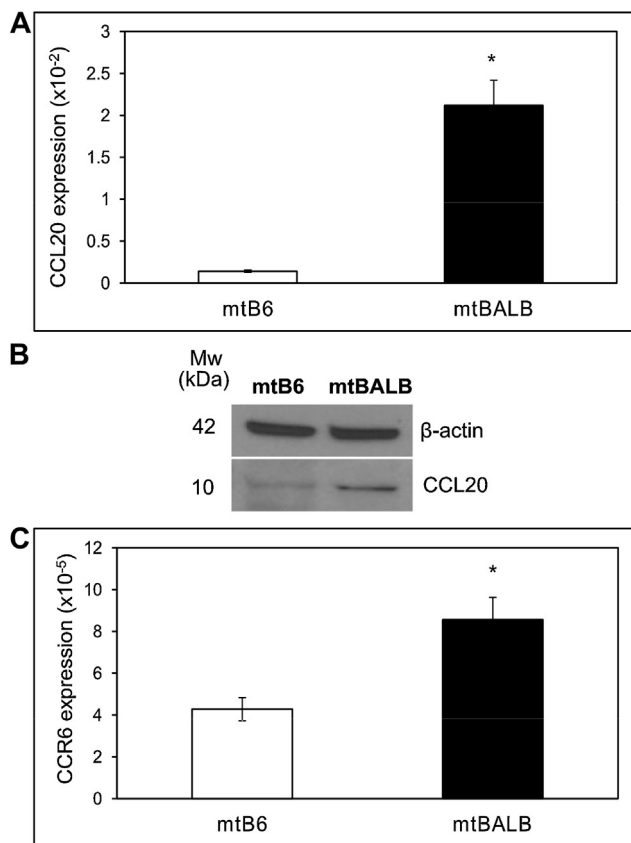 A
CCL20 expression (x10-2)
3
2.5
2
1.5
1
0.5
0
*
mtB6 mtBALB
B
Mw
(kDa)
mtB6 mtBALB
42 β-actin
10 CCL20
C
CCR6 expression (x10-5)
12
10
8
6
4
2
0
*
mtB6 mtBALB